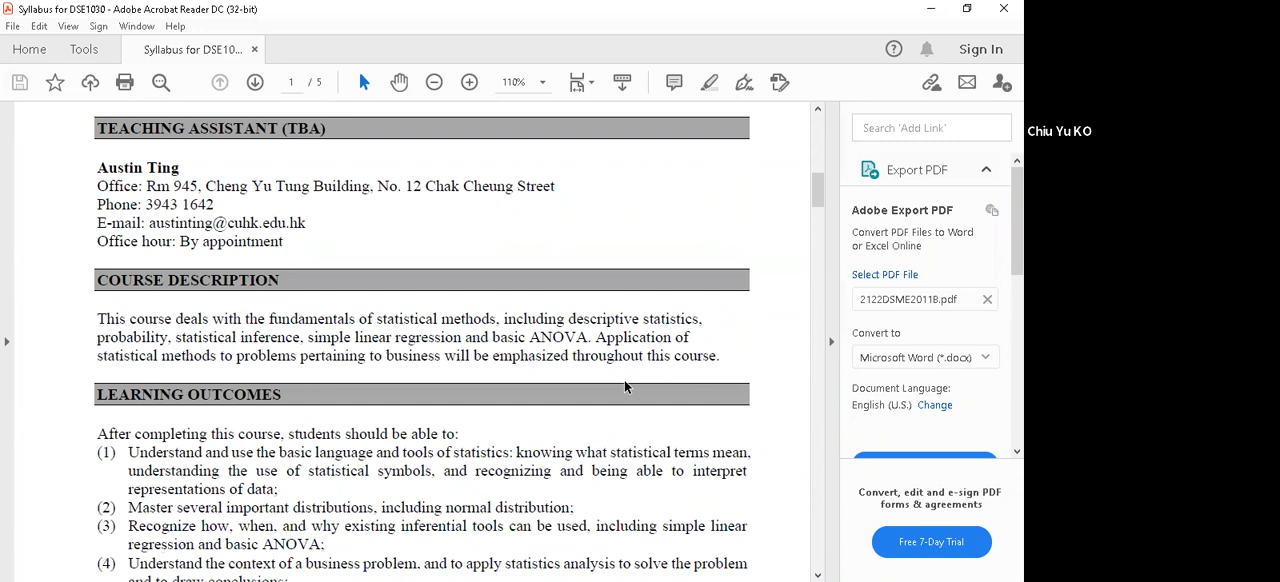 Syllabus for DSE1030 - Adobe Acrobat Reader DC (32-bit)
File Edit View Sign Window Help
Home Tools Syllabus for DSE10... × Sign In
1 / 5 110%
TEACHING ASSISTANT (TBA)
Austin Ting
Office: Rm 945, Cheng Yu Tung Building, No. 12 Chak Cheung Street
Phone: 3943 1642
E-mail: austinting@cuhk.edu.hk
Office hour: By appointment
COURSE DESCRIPTION
This course deals with the fundamentals of statistical methods, including descriptive statistics,
probability, statistical inference, simple linear regression and basic ANOVA. Application of
statistical methods to problems pertaining to business will be emphasized throughout this course.
LEARNING OUTCOMES
After completing this course, students should be able to:
(1) Understand and use the basic language and tools of statistics: knowing what statistical terms mean,
understanding the use of statistical symbols, and recognizing and being able to interpret
representations of data;
(2) Master several important distributions, including normal distribution;
(3) Recognize how, when, and why existing inferential tools can be used, including simple linear
regression and basic ANOVA;
(4) Understand the context of a business problem, and to apply statistics analysis to solve the problem
and to draw conclusions;
Search 'Add Link'
Export PDF
Adobe Export PDF
Convert PDF Files to Word
or Excel Online
Select PDF File
2122DSME2011B.pdf
Convert to
Microsoft Word (*.docx)
Document Language:
English (U.S.) Change
Convert, edit and e-sign PDF
forms & agreements
Free 7-Day Trial
Chiu Yu KO